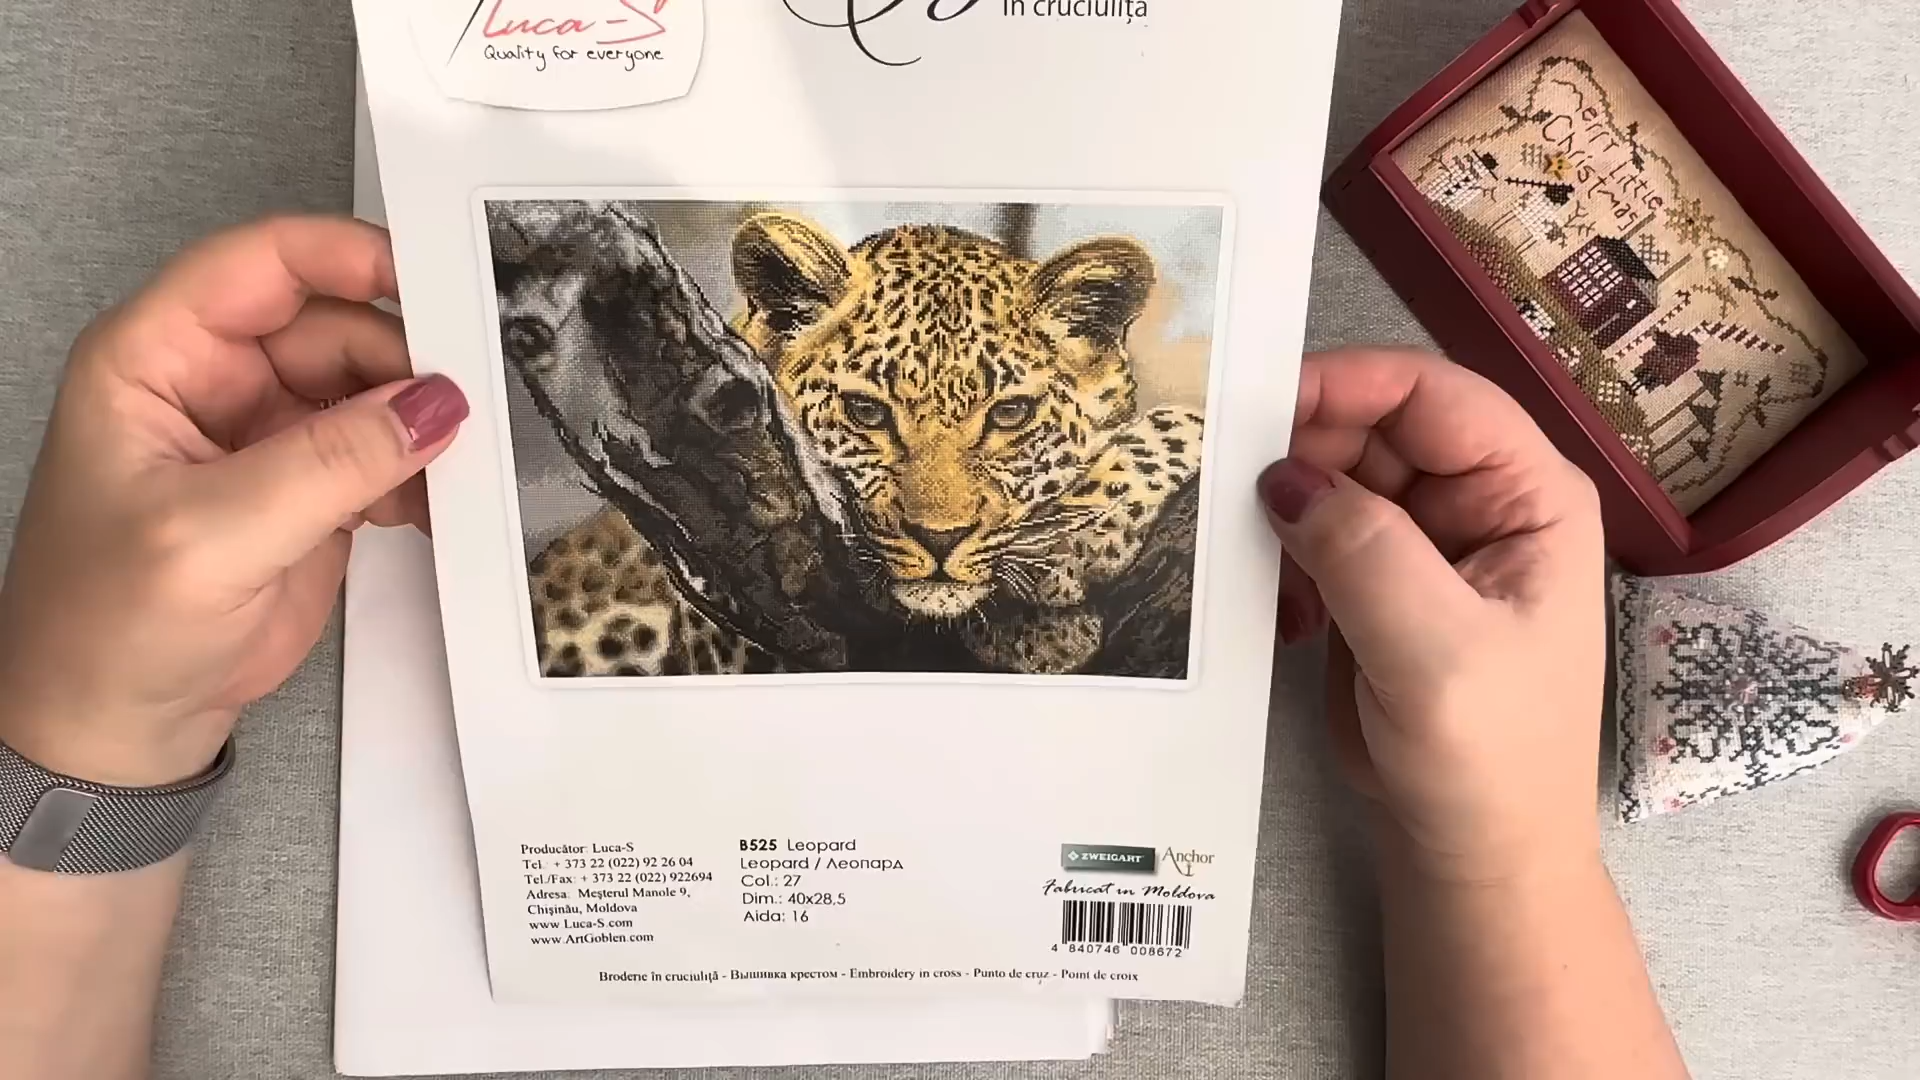 Luca-S
Quality for everyone
în cruciuliță
Merry Little
Christmas
Producător: Luca-S
Tel.: + 373 22 (022) 92 26 04
Tel./Fax: + 373 22 (022) 922694
Adresa: Meşterul Manole 9,
Chişinău, Moldova
www.Luca-S.com
www.ArtGoblen.com
B525 Leopard
Leopard / Леопард
Col.: 27
Dim.: 40x28,5
Aida: 16
ZWEIGART
Anchor
Fabricat in Moldova
4 840746 008672
Broderie în cruciuliţă - Вышивка крестом - Embroidery in cross - Punto de cruz - Point de croix